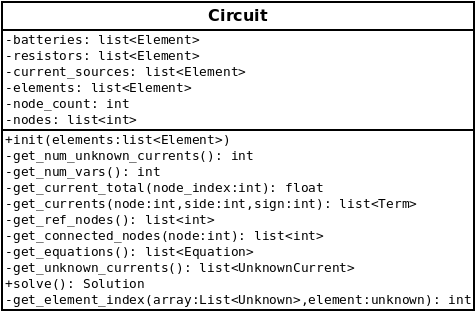 Circuit
-batteries: list<Element>
-resistors: list<Element>
-current_sources: list<Element>
-elements: list<Element>
-node_count: int
-nodes: list<int>
+init(elements:list<Element>)
-get_num_unknown_currents(): int
-get_num_vars(): int
-get_current_total(node_index:int): float
-get_currents(node:int,side:int,sign:int): list<Term>
-get_ref_nodes(): list<int>
-get_connected_nodes(node:int): list<int>
-get_equations(): list<Equation>
-get_unknown_currents(): list<UnknownCurrent>
+solve(): Solution
-get_element_index(array:List<Unknown>,element:unknown): int